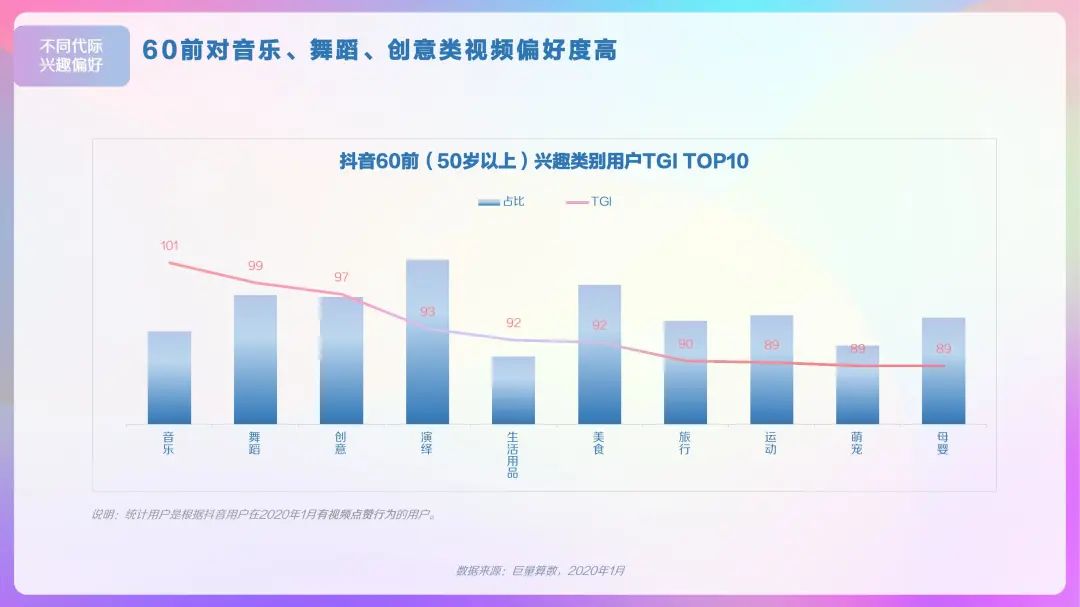 不同代际
兴趣偏好
60前对音乐、舞蹈、创意类视频偏好度高
抖音60前（50岁以上）兴趣类别用户TGI TOP10
占比 TGI
101
99
97
93
92
92
90
89
89
89
音乐
舞蹈
创意
演绎
生活用品
美食
旅行
运动
萌宠
母婴
说明：统计用户是根据抖音用户在2020年1月有视频点赞行为的用户。
数据来源：巨量算数，2020年1月